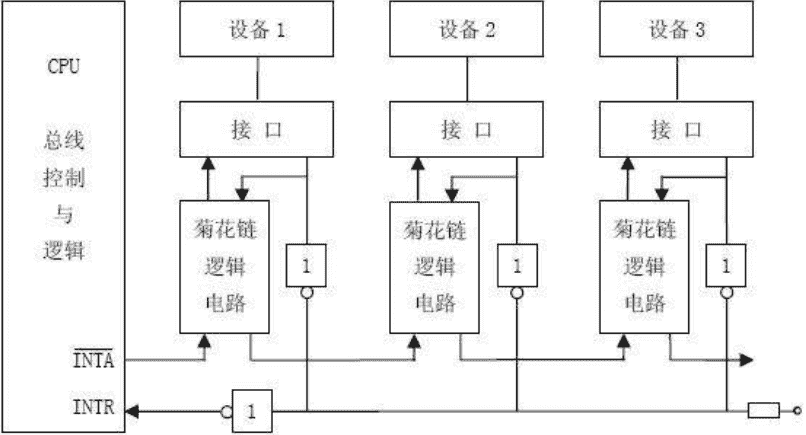 设备 1
设备 2
设备 3
CPU
总线
控制
与
逻辑
接 口
接 口
接 口
菊花链
逻辑
电路
菊花链
逻辑
电路
菊花链
逻辑
电路
1
1
1
INTA
INTR
1